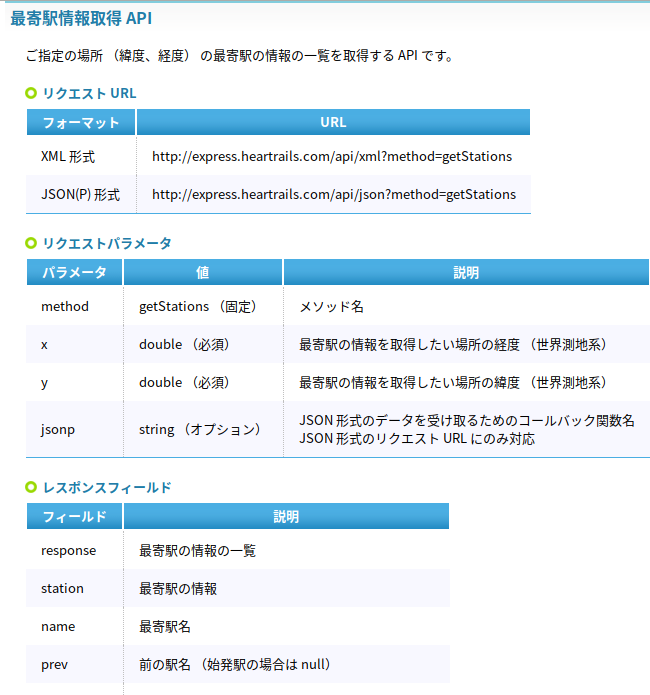 最寄駅情報取得 API
ご指定の場所 （緯度、経度） の最寄駅の情報の一覧を取得する API です。
リクエスト URL
フォーマット URL
XML 形式 http://express.heartrails.com/api/xml?method=getStations
JSON(P) 形式 http://express.heartrails.com/api/json?method=getStations
リクエストパラメータ
パラメータ 値 説明
method getStations （固定） メソッド名
x double （必須） 最寄駅の情報を取得したい場所の経度 （世界測地系）
y double （必須） 最寄駅の情報を取得したい場所の緯度 （世界測地系）
jsonp string （オプション） JSON 形式のデータを受け取るためのコールバック関数名
JSON 形式のリクエスト URL にのみ対応
レスポンスフィールド
フィールド 説明
response 最寄駅の情報の一覧
station 最寄駅の情報
name 最寄駅名
prev 前の駅名 （始発駅の場合は null）